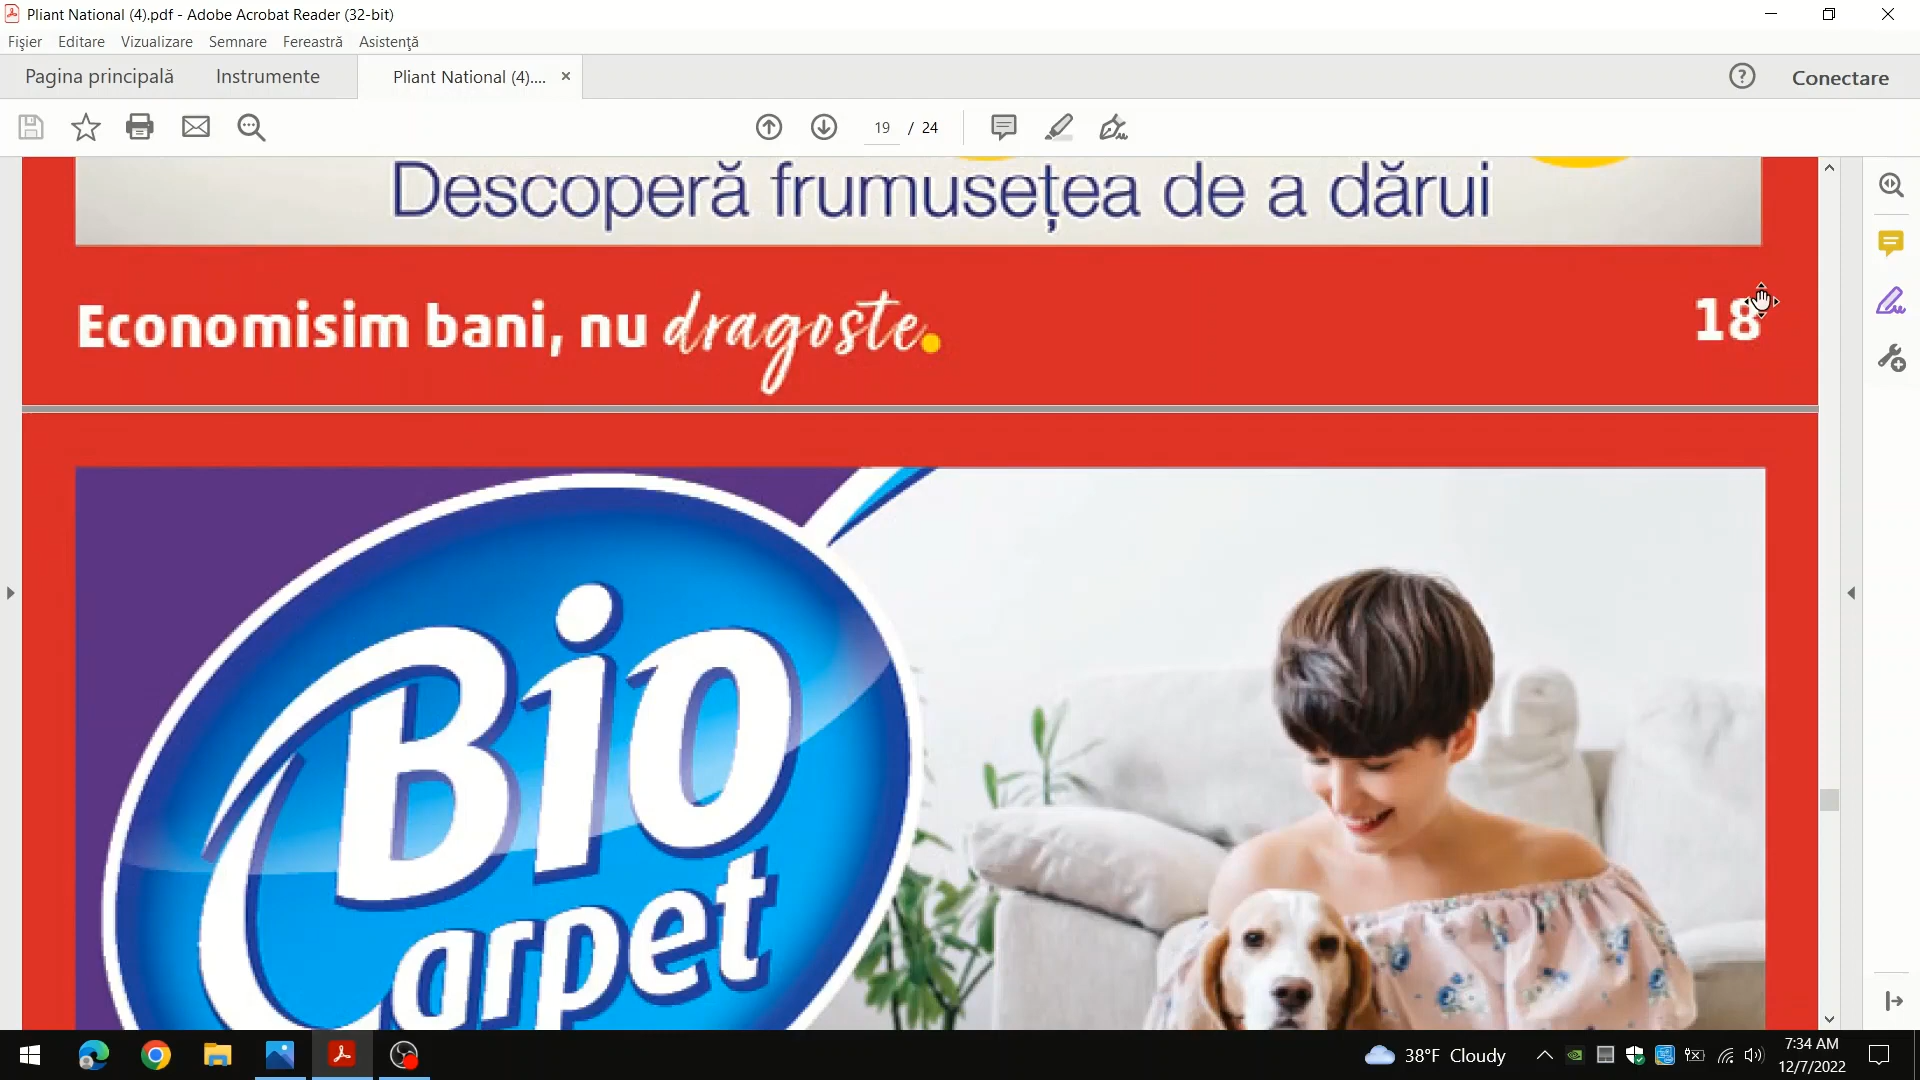 Pliant National (4).pdf - Adobe Acrobat Reader (32-bit)
Fișier Editare Vizualizare Semnare Fereastră Asistență
Pagina principală Instrumente Pliant National (4).... × Conectare
19 / 24
Descoperă frumusețea de a dărui
Economisim bani, nu dragoste.
18
Bio
Carpet
38°F Cloudy
7:34 AM
12/7/2022